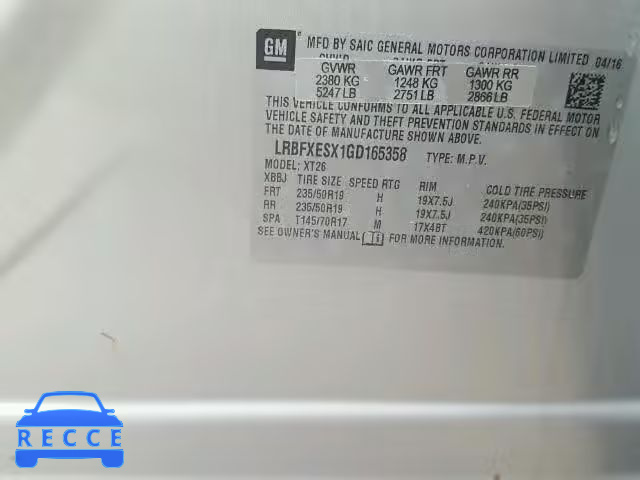 GM
®
MFD BY SAIC GENERAL MOTORS CORPORATION LIMITED 04/16
GVWR GAWR FRT GAWR RR
2380 KG 1248 KG 1300 KG
5247 LB 2751 LB 2866 LB
THIS VEHICLE CONFORMS TO ALL APPLICABLE U.S. FEDERAL MOTOR
VEHICLE SAFETY AND THEFT PREVENTION STANDARDS IN EFFECT ON
THE DATE OF MANUFACTURE SHOWN ABOVE.
LRBFXESX1GD165358 TYPE: M.P.V.
MODEL: XT26
XBBJ TIRE SIZE SPEED RTG RIM COLD TIRE PRESSURE
FRT 235/50R19 H 19X7.5J 240KPA(35PSI)
RR 235/50R19 H 19X7.5J 240KPA(35PSI)
SPA T145/70R17 M 17X4BT 420KPA(60PSI)
SEE OWNER'S MANUAL FOR MORE INFORMATION.
RECCE